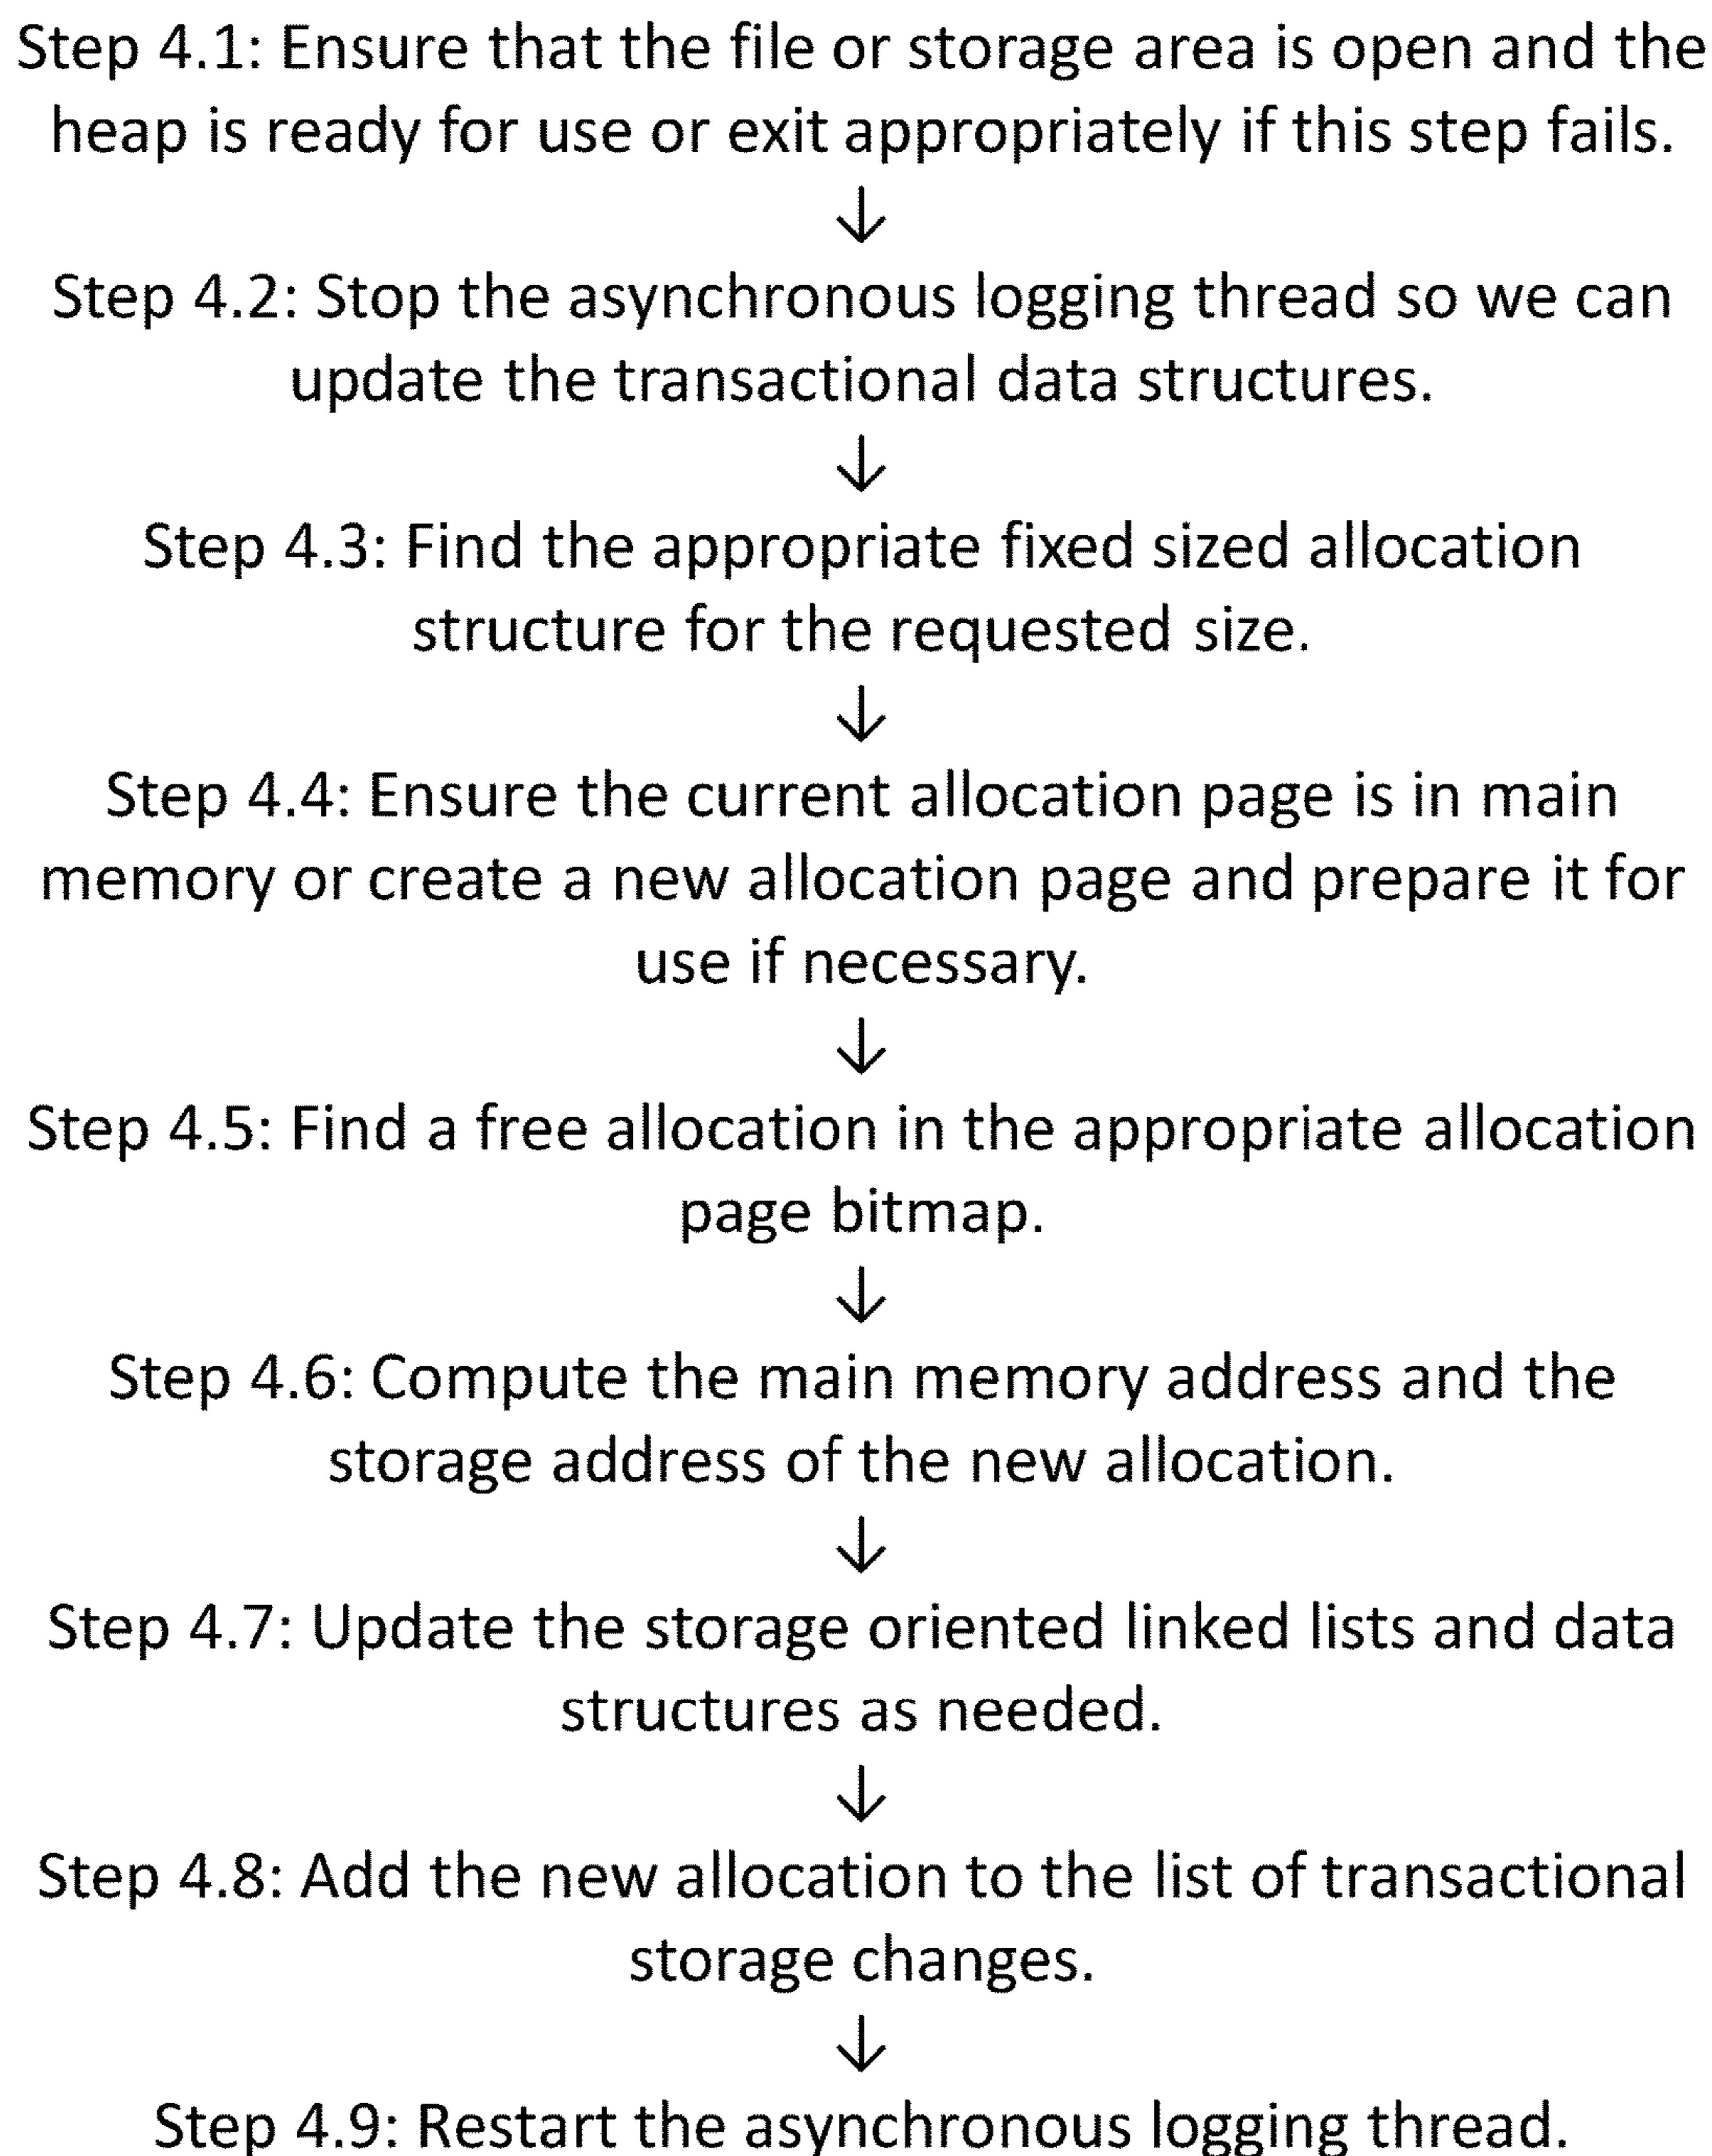 Step 4.1: Ensure that the file or storage area is open and the
heap is ready for use or exit appropriately if this step fails.
↓
Step 4.2: Stop the asynchronous logging thread so we can
update the transactional data structures.
↓
Step 4.3: Find the appropriate fixed sized allocation
structure for the requested size.
↓
Step 4.4: Ensure the current allocation page is in main
memory or create a new allocation page and prepare it for
use if necessary.
↓
Step 4.5: Find a free allocation in the appropriate allocation
page bitmap.
↓
Step 4.6: Compute the main memory address and the
storage address of the new allocation.
↓
Step 4.7: Update the storage oriented linked lists and data
structures as needed.
↓
Step 4.8: Add the new allocation to the list of transactional
storage changes.
↓
Step 4.9: Restart the asynchronous logging thread.